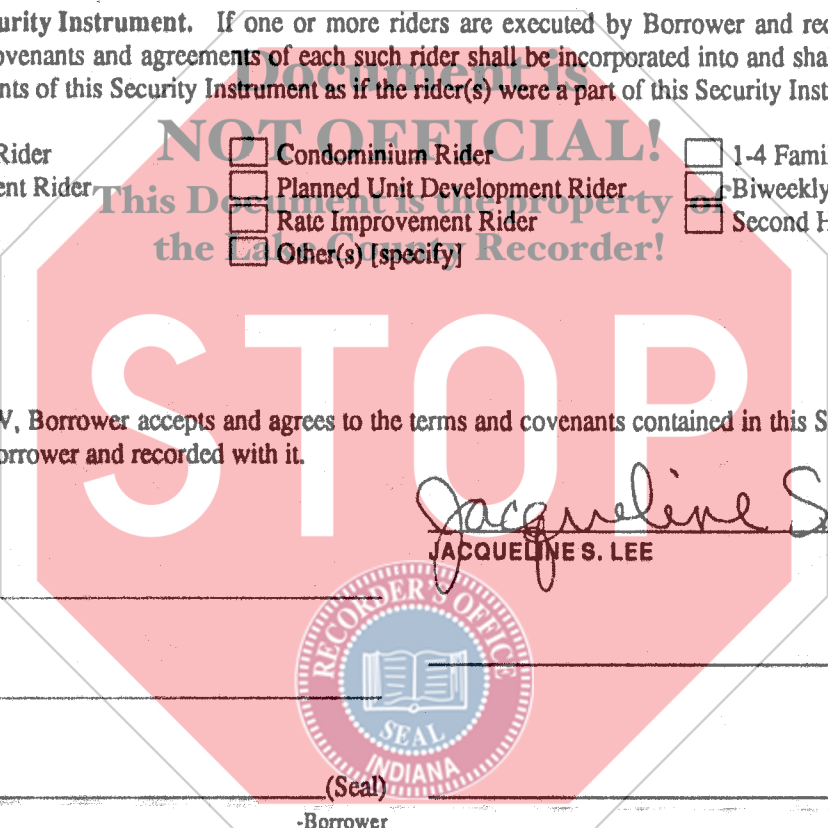 urity Instrument. If one or more riders are executed by Borrower and rec
ovenants and agreements of each such rider shall be incorporated into and sha
nts of this Security Instrument as if the rider(s) were a part of this Security Inst
Document is
NOT OFFICIAL!
This Document is the property of
the Lake County Recorder!
Rider Condominium Rider 1-4 Fami
ent Rider Planned Unit Development Rider Biweekly
Rate Improvement Rider Second H
Other(s) [specify]
STOP
V, Borrower accepts and agrees to the terms and covenants contained in this S
orrower and recorded with it.
Jacqueline S
JACQUELINE S. LEE
RECORDER'S OFFICE
SEAL
INDIANA
(Seal)
-Borrower